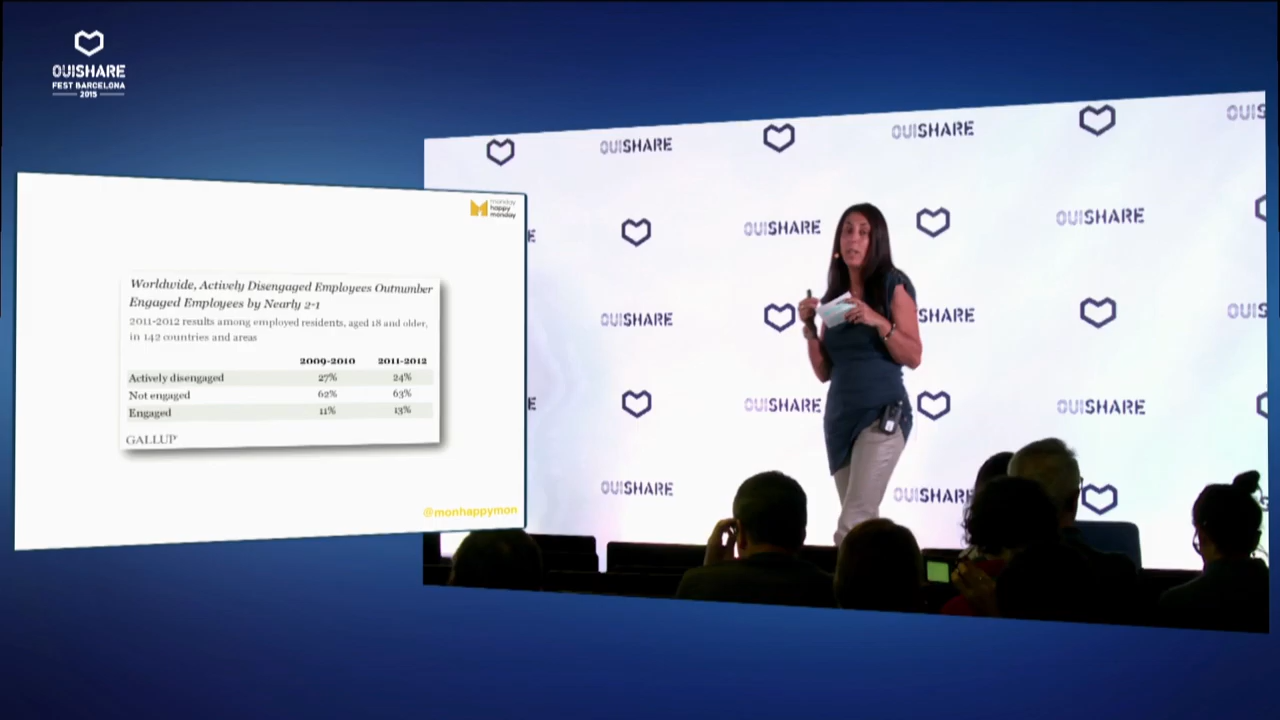 OUISHARE
FEST BARCELONA
2015
monday
happy
monday
Worldwide, Actively Disengaged Employees Outnumber
Engaged Employees by Nearly 2-1
2011-2012 results among employed residents, aged 18 and older,
in 142 countries and areas
2009-2010 2011-2012
Actively disengaged 27% 24%
Not engaged 62% 63%
Engaged 11% 13%
GALLUP
@monhappymon
OUISHARE OUISHARE OUIS
E OUISHARE OUISHARE
OUISHARE SHARE OUIS
E OUISHARE OUISHARE
OUISHARE OUISHARE